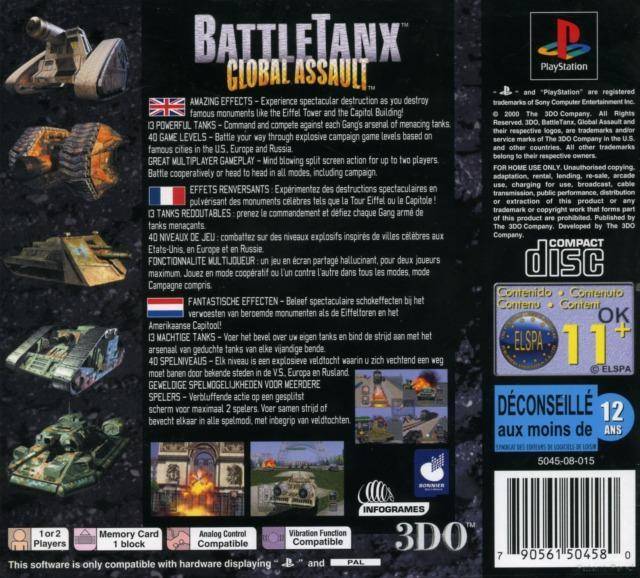 BATTLETANX™
GLOBAL ASSAULT™
AMAZING EFFECTS – Experience spectacular destruction as you destroy
famous monuments like the Eiffel Tower and the Capitol Building!
13 POWERFUL TANKS – Command and compete against each Gang's arsenal of menacing tanks.
40 GAME LEVELS – Battle your way through explosive campaign game levels based on
famous cities in the U.S, Europe and Russia.
GREAT MULTIPLAYER GAMEPLAY – Mind blowing split screen action for up to two players.
Battle cooperatively or head to head in all modes, including campaign.
EFFETS RENVERSANTS : Expérimentez des destructions spectaculaires en
pulvérisant des monuments célèbres tels que la Tour Eiffel ou le Capitole !
13 TANKS REDOUTABLES : prenez le commandement et défiez chaque Gang armé de
tanks menaçants.
40 NIVEAUX DE JEU : combattez sur des niveaux explosifs inspirés de villes célèbres aux
Etats-Unis, en Europe et en Russie.
FONCTIONNALITE MULTIJOUEUR : un jeu en écran partagé hallucinant, pour deux joueurs
maximum. Jouez en mode coopératif ou l'un contre l'autre dans tous les modes, mode
Campagne compris.
FANTASTISCHE EFFECTEN – Beleef spectaculaire schokeffecten bij het
verwoesten van beroemde monumenten als de Eiffeltoren en het
Amerikaanse Capitool!
13 MACHTIGE TANKS – Voer het bevel over uw eigen tanks en bind de strijd aan met het
arsenaal van geduchte tanks van elke vijandige bende.
40 SPELNIVEAUS – Elk niveau is een explosieve veldtocht waarin u zich vechtend een weg
moet banen door bekende steden in de V.S, Europa en Rusland.
GEWELDIGE SPELMOGELIJKHEDEN VOOR MEERDERE
SPELERS – Verbluffende actie op een gesplitst
scherm voor maximaal 2 spelers. Voer samen strijd of
bevecht elkaar in alle spelmodi, met inbegrip van veldtochten.
BONNIER
INFOGRAMES
3DO™
1 or 2
Players
Memory Card
1 block
Analog Control
Compatible
Vibration Function
Compatible
This software is only compatible with hardware displaying " " and PAL
PlayStation
" " and "PlayStation" are registered
trademarks of Sony Computer Entertainment Inc.
© 2000 The 3DO Company. All Rights
Reserved. 3DO, BattleTanx, Global Assault and
their respective logos, are trademarks and/or
service marks of The 3DO Company in the U.S.
and other countries. All other trademarks
belong to their respective owners.
FOR HOME USE ONLY. Unauthorised copying,
adaptation, rental, lending, re-sale, arcade
use, charging for use, broadcast, cable
transmission, public performance, distribution
or extraction of this product or any
trademark or copyright work that forms part
of this product are prohibited. Published by
The 3DO Company. Developed by The 3DO
Company.
COMPACT
disc
Contenido • Contenuto
Contenu • Content
ELSPA
OK
11+
© ELSPA
DÉCONSEILLÉ
aux moins de
12
ANS
SYNDICAT DES EDITEURS DE LOGICIELS DE LOISIR
5045-08-015
7 90561 50458 0